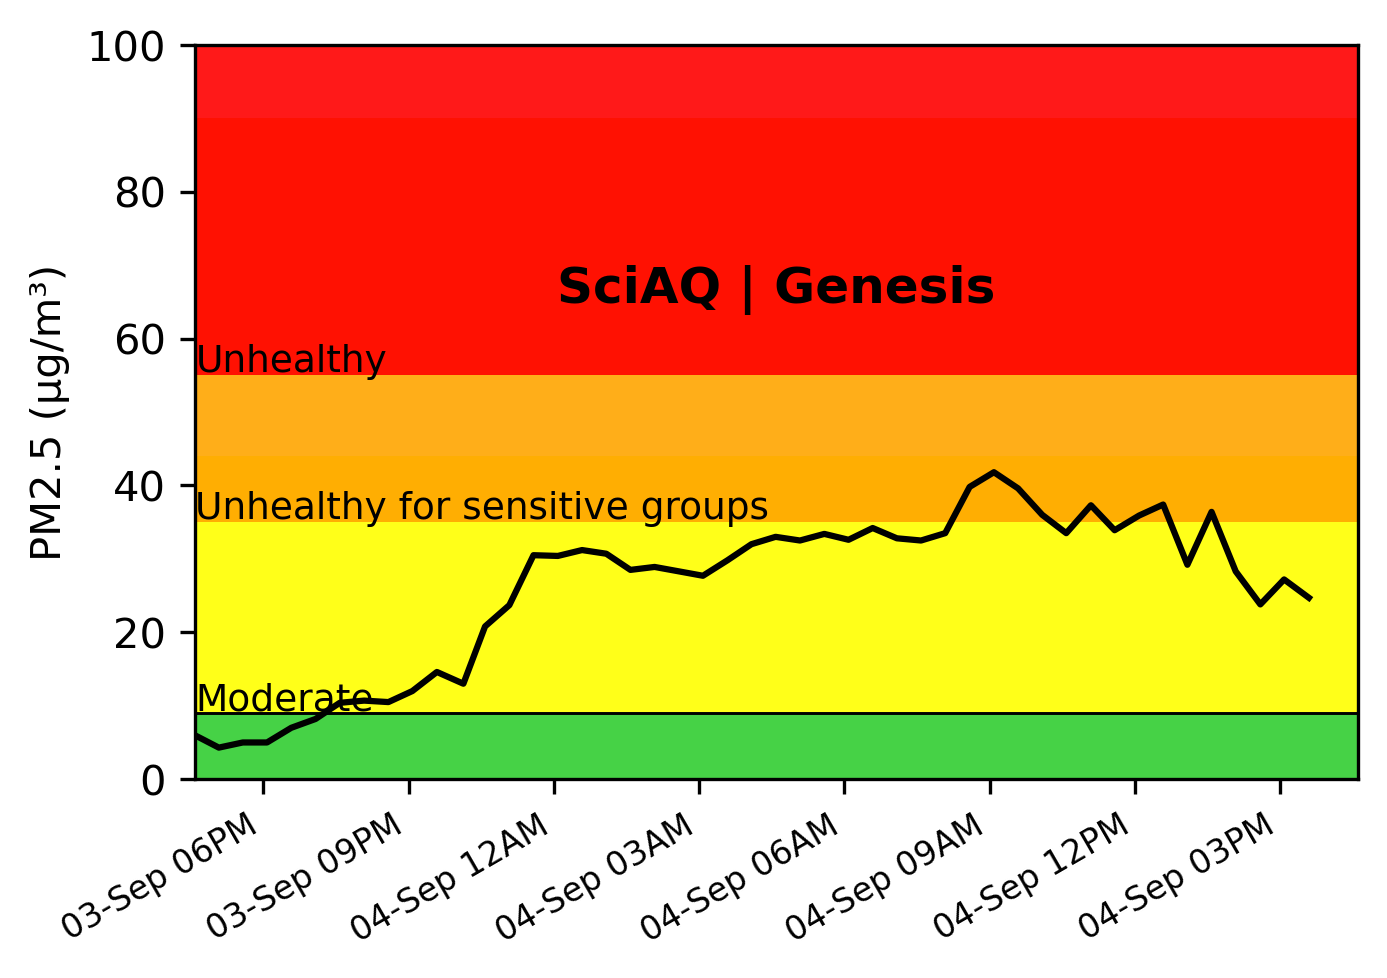 100
80
60
40
20
0
PM2.5 (µg/m³)
SciAQ | Genesis
Unhealthy
Unhealthy for sensitive groups
Moderate
03-Sep 06PM
03-Sep 09PM
04-Sep 12AM
04-Sep 03AM
04-Sep 06AM
04-Sep 09AM
04-Sep 12PM
04-Sep 03PM